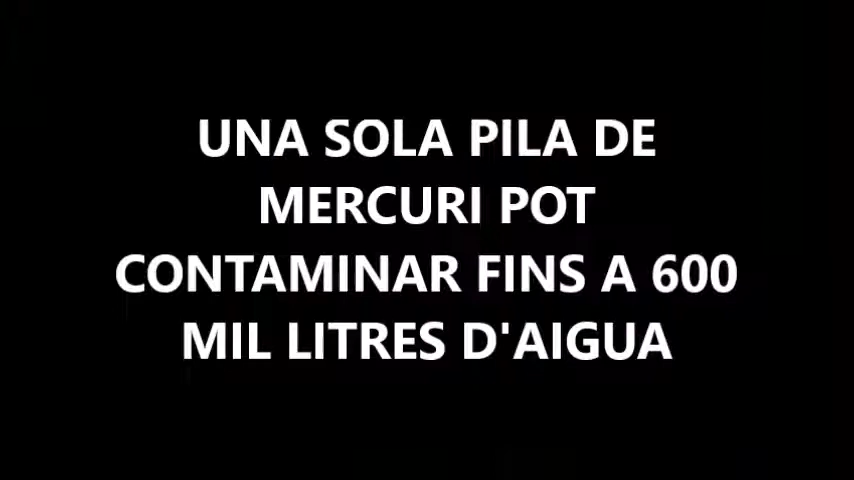 UNA SOLA PILA DE
MERCURI POT
CONTAMINAR FINS A 600
MIL LITRES D'AIGUA